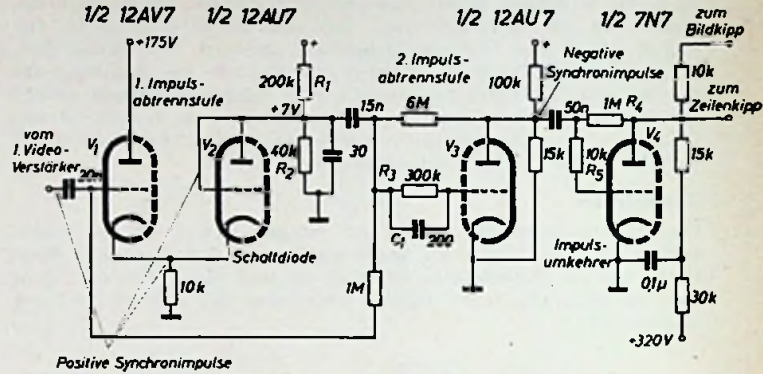 1/2 12AV7
1/2 12AU7
1/2 12AU7
1/2 7N7
+175V
+
+
zum
Bildkipp
1. Impuls-
abtrennstufe
200k R₁
2. Impuls-
abtrennstufe
Negative
Synchronimpulse
100k
10k
zum
Zeilenkipp
+7V
15n
6M
50n
1M R₄
vom
1. Video-
Verstärker
20n
V₁
V₂
40k
R₂
30
R₃
300k
C₁
200
V₃
15k
10k
R₅
V₄
15k
Schaltdiode
10k
1M
Impuls-
umkehrer
0,1µ
30k
+320V
Positive Synchronimpulse